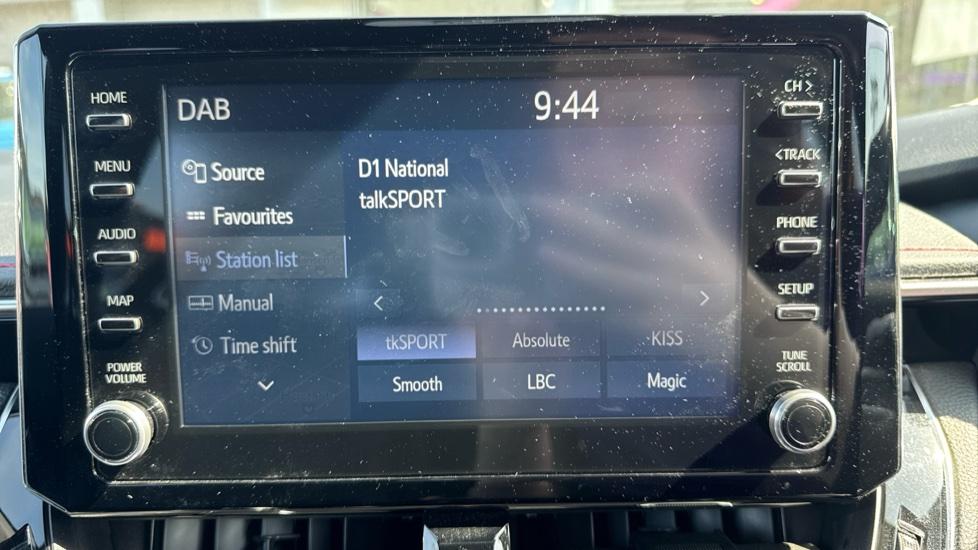 HOME
MENU
AUDIO
MAP
POWER
VOLUME
DAB
9:44
Source
Favourites
Station list
Manual
Time shift
D1 National
talkSPORT
tkSPORT Absolute KISS
Smooth LBC Magic
CH >
< TRACK
PHONE
SETUP
TUNE
SCROLL